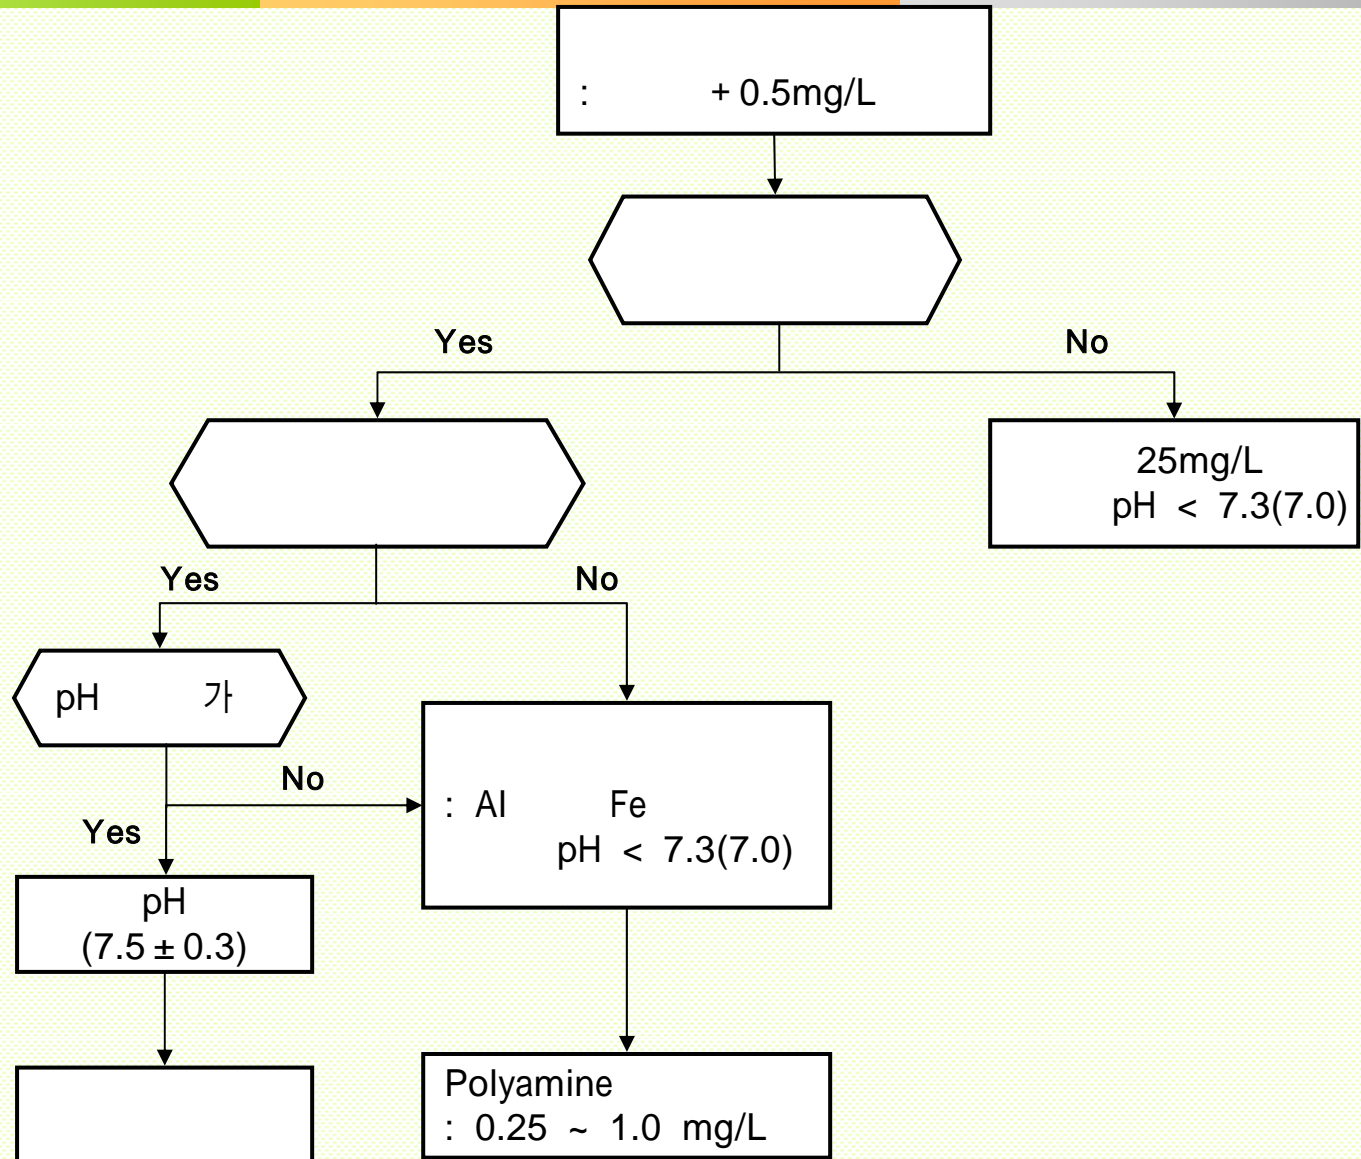 : + 0.5mg/L
Yes
No
25mg/L
pH < 7.3(7.0)
Yes
No
pH 가
No
: Al Fe
pH < 7.3(7.0)
Yes
pH
(7.5 ± 0.3)
Polyamine
: 0.25 ~ 1.0 mg/L